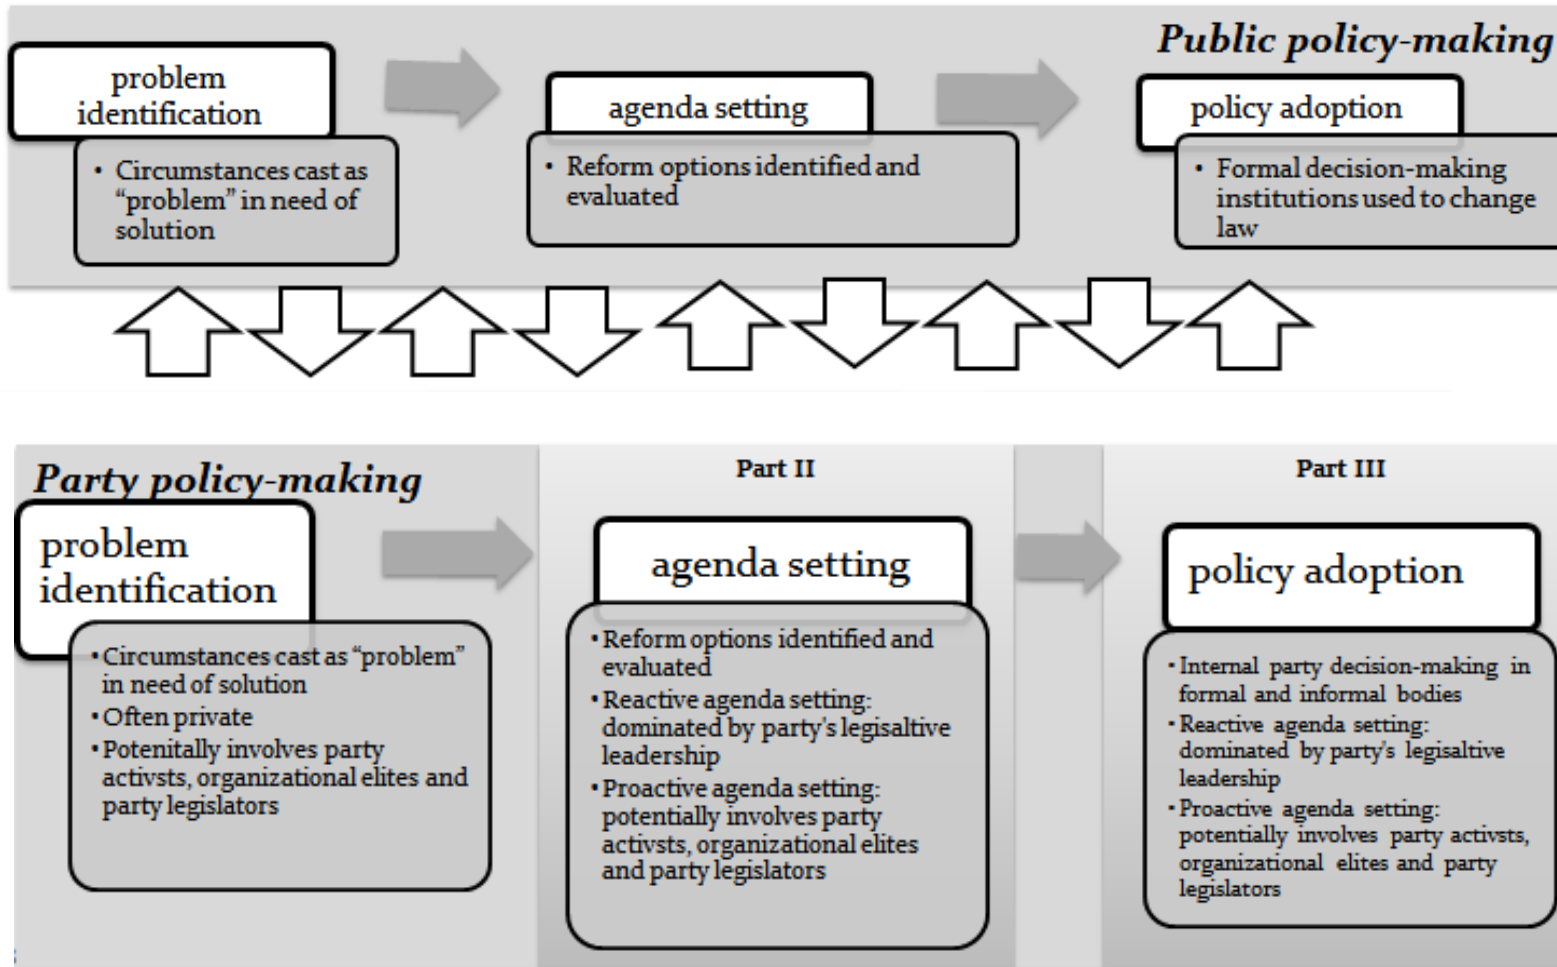 Public policy-making
problem
identification
• Circumstances cast as
“problem” in need of
solution
agenda setting
• Reform options identified and
evaluated
policy adoption
• Formal decision-making
institutions used to change
law
Party policy-making
problem
identification
• Circumstances cast as “problem”
in need of solution
• Often private
• Potenitally involves party
activsts, organizational elites and
party legislators
Part II
agenda setting
• Reform options identified and
evaluated
• Reactive agenda setting:
dominated by party's legisaltive
leadership
• Proactive agenda setting:
potentially involves party
activsts, organizational elites
and party legislators
Part III
policy adoption
• Internal party decision-making in
formal and informal bodies
• Reactive agenda setting:
dominated by party's legisaltive
leadership
• Proactive agenda setting:
potentially involves party activsts,
organizational elites and party
legislators